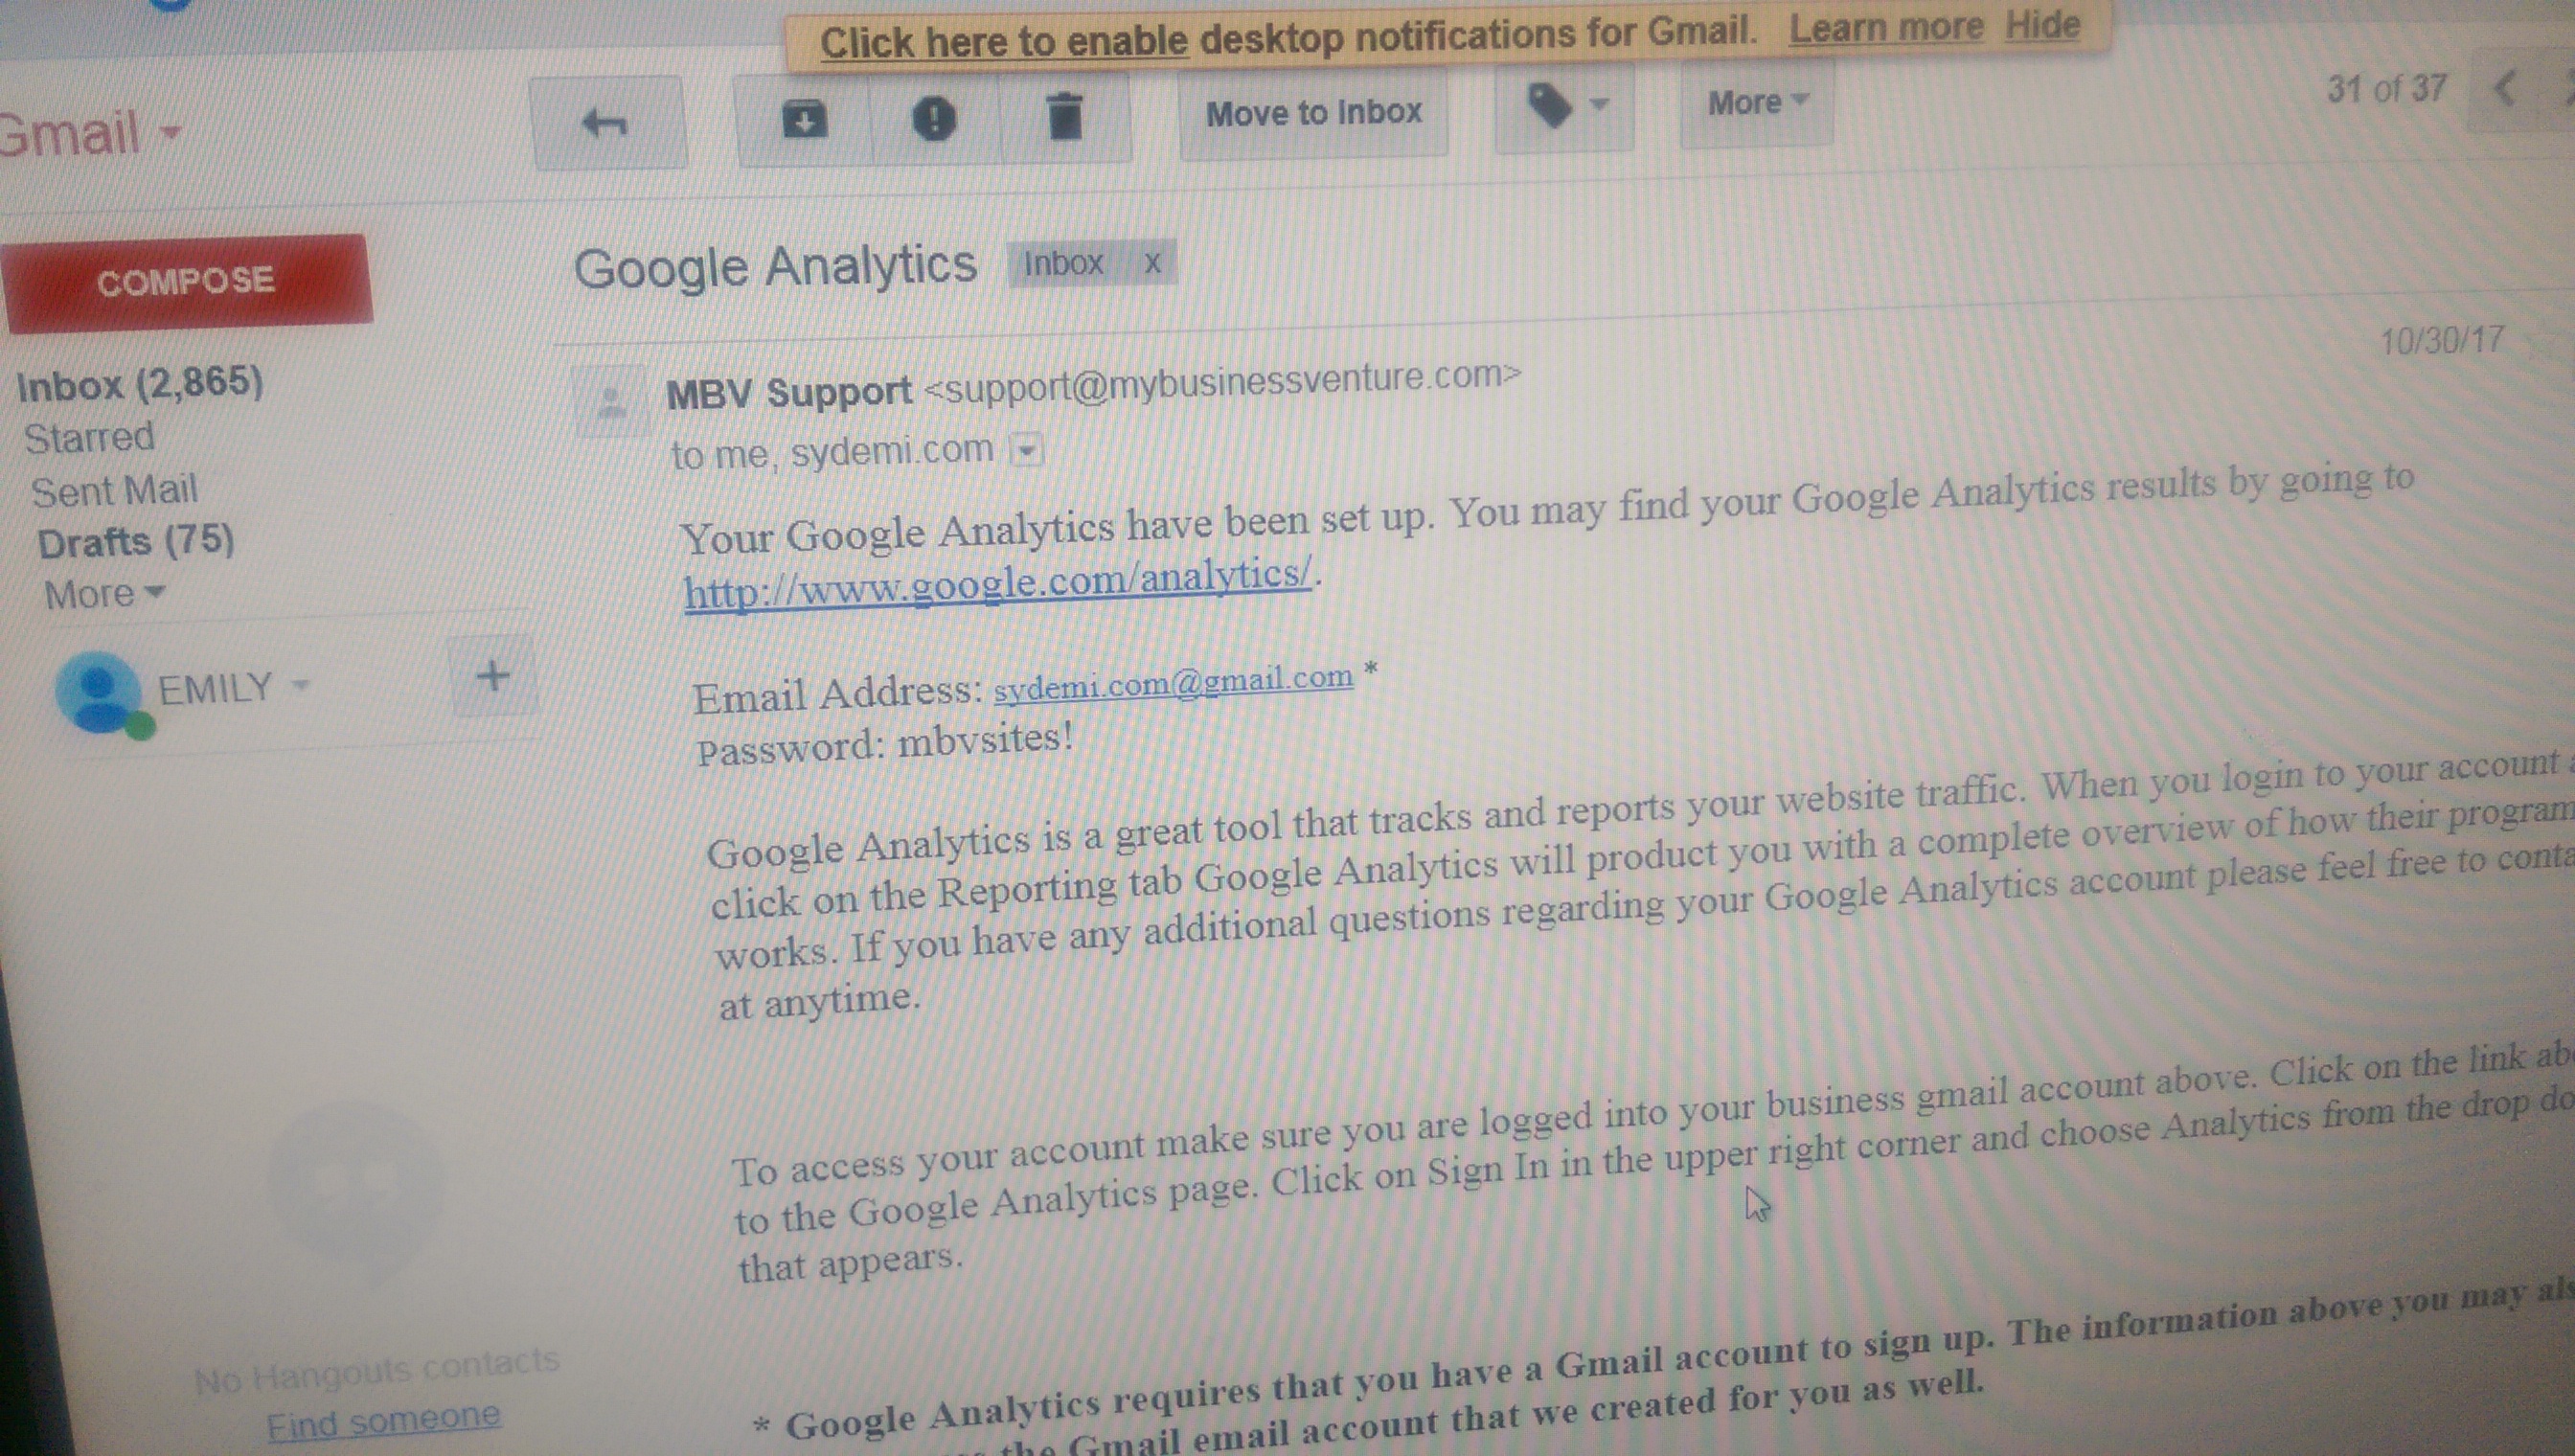 Click here to enable desktop notifications for Gmail. Learn more Hide
Gmail
Move to Inbox
More
31 of 37
COMPOSE
Google Analytics Inbox x
10/30/17
Inbox (2,865)
Starred
Sent Mail
Drafts (75)
More
EMILY
MBV Support <support@mybusinessventure.com>
to me, sydemi.com
Your Google Analytics have been set up. You may find your Google Analytics results by going to
http://www.google.com/analytics/.
Email Address: sydemi.com@gmail.com *
Password: mbvsites!
Google Analytics is a great tool that tracks and reports your website traffic. When you login to your account
click on the Reporting tab Google Analytics will product you with a complete overview of how their program
works. If you have any additional questions regarding your Google Analytics account please feel free to conta
at anytime.
To access your account make sure you are logged into your business gmail account above. Click on the link ab
to the Google Analytics page. Click on Sign In in the upper right corner and choose Analytics from the drop do
that appears.
* Google Analytics requires that you have a Gmail account to sign up. The information above you may als
the Gmail email account that we created for you as well.
No Hangouts contacts
Find someone